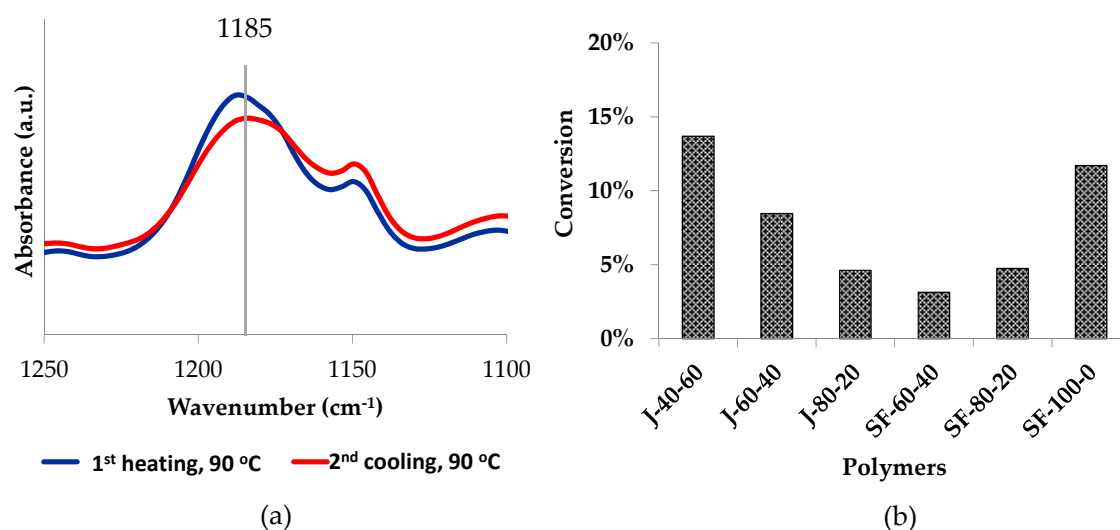 1185
Absorbance (a.u.)
1250
1200
1150
1100
Wavenumber (cm-1)
1st heating, 90 oC
2nd cooling, 90 oC
(a)
20%
15%
10%
5%
0%
Conversion
J-40-60
J-60-40
J-80-20
SF-60-40
SF-80-20
SF-100-0
Polymers
(b)